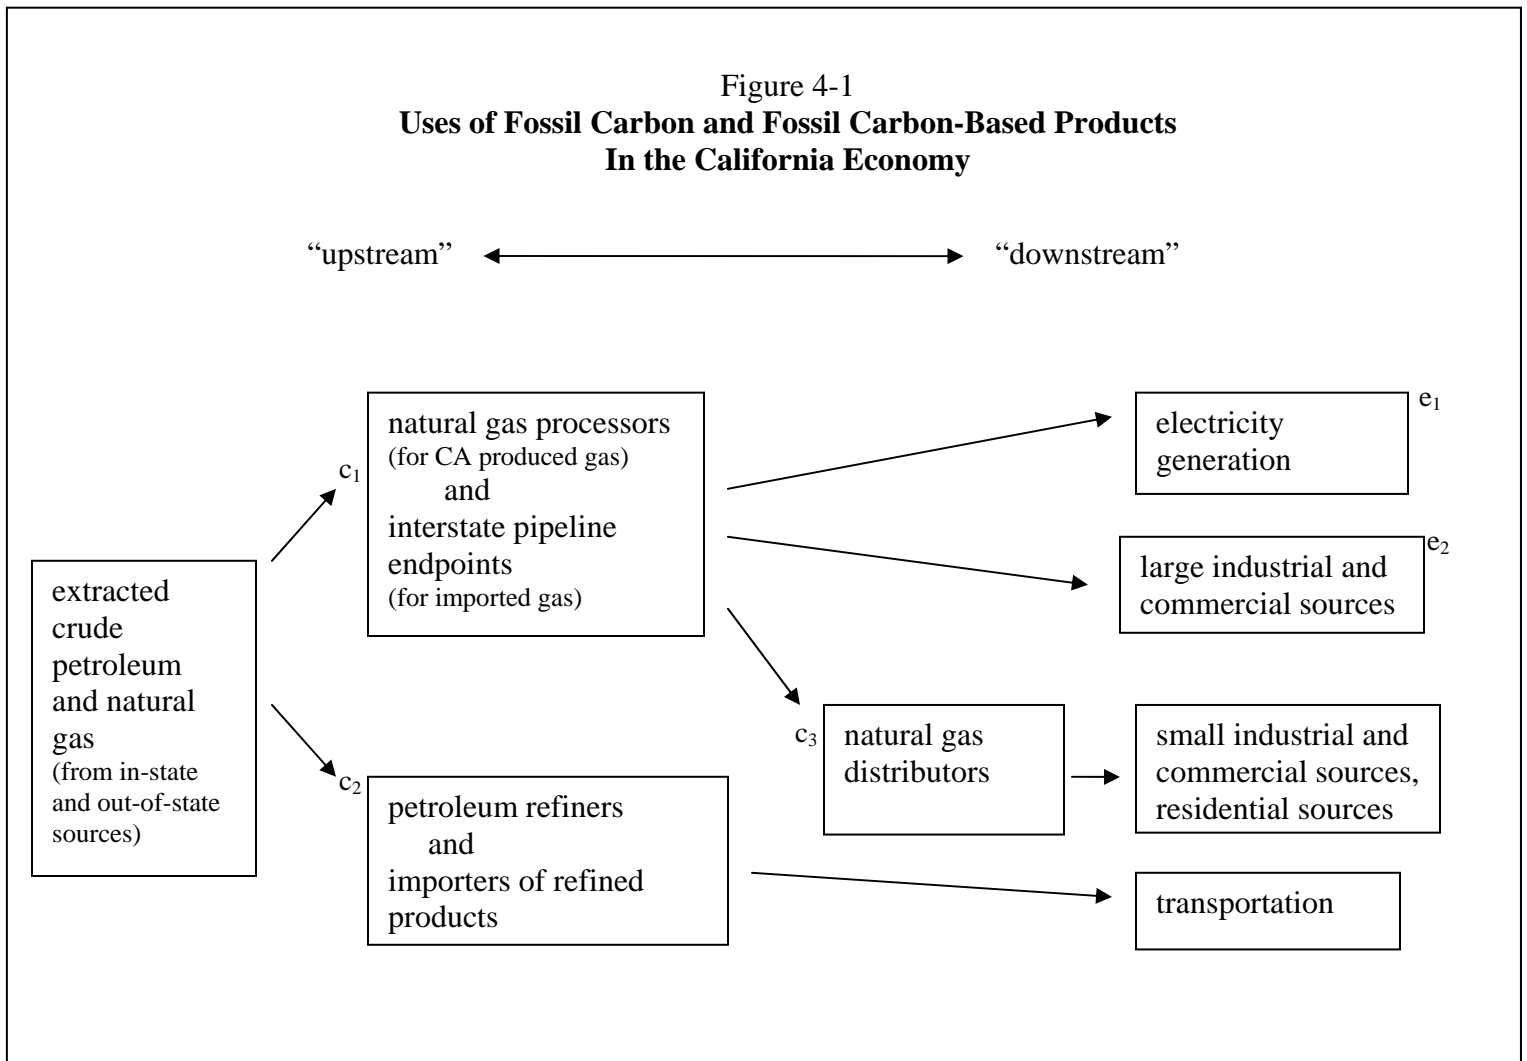 Figure 4-1
Uses of Fossil Carbon and Fossil Carbon-Based Products
In the California Economy
“upstream”
“downstream”
extracted
crude
petroleum
and natural
gas
(from in-state
and out-of-state
sources)
c1
natural gas processors
(for CA produced gas)
and
interstate pipeline
endpoints
(for imported gas)
c2
petroleum refiners
and
importers of refined
products
c3
natural gas
distributors
e1
electricity
generation
e2
large industrial and
commercial sources
small industrial and
commercial sources,
residential sources
transportation